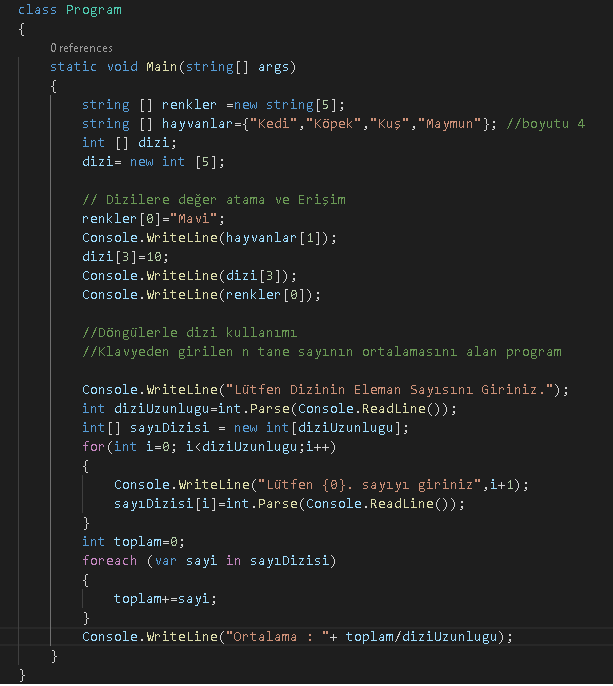 class Program
{
0 references
static void Main(string[] args)
{
string [] renkler =new string[5];
string [] hayvanlar={"Kedi","Köpek","Kuş","Maymun"}; //boyutu 4
int [] dizi;
dizi= new int [5];
// Dizilere değer atama ve Erişim
renkler[0]="Mavi";
Console.WriteLine(hayvanlar[1]);
dizi[3]=10;
Console.WriteLine(dizi[3]);
Console.WriteLine(renkler[0]);
//Döngülerle dizi kullanımı
//Klavyeden girilen n tane sayının ortalamasını alan program
Console.WriteLine("Lütfen Dizinin Eleman Sayısını Giriniz.");
int diziUzunlugu=int.Parse(Console.ReadLine());
int[] sayıDizisi = new int[diziUzunlugu];
for(int i=0; i<diziUzunlugu;i++)
{
Console.WriteLine("Lütfen {0}. sayıyı giriniz",i+1);
sayıDizisi[i]=int.Parse(Console.ReadLine());
}
int toplam=0;
foreach (var sayi in sayıDizisi)
{
toplam+=sayi;
}
Console.WriteLine("Ortalama : "+ toplam/diziUzunlugu);
}
}